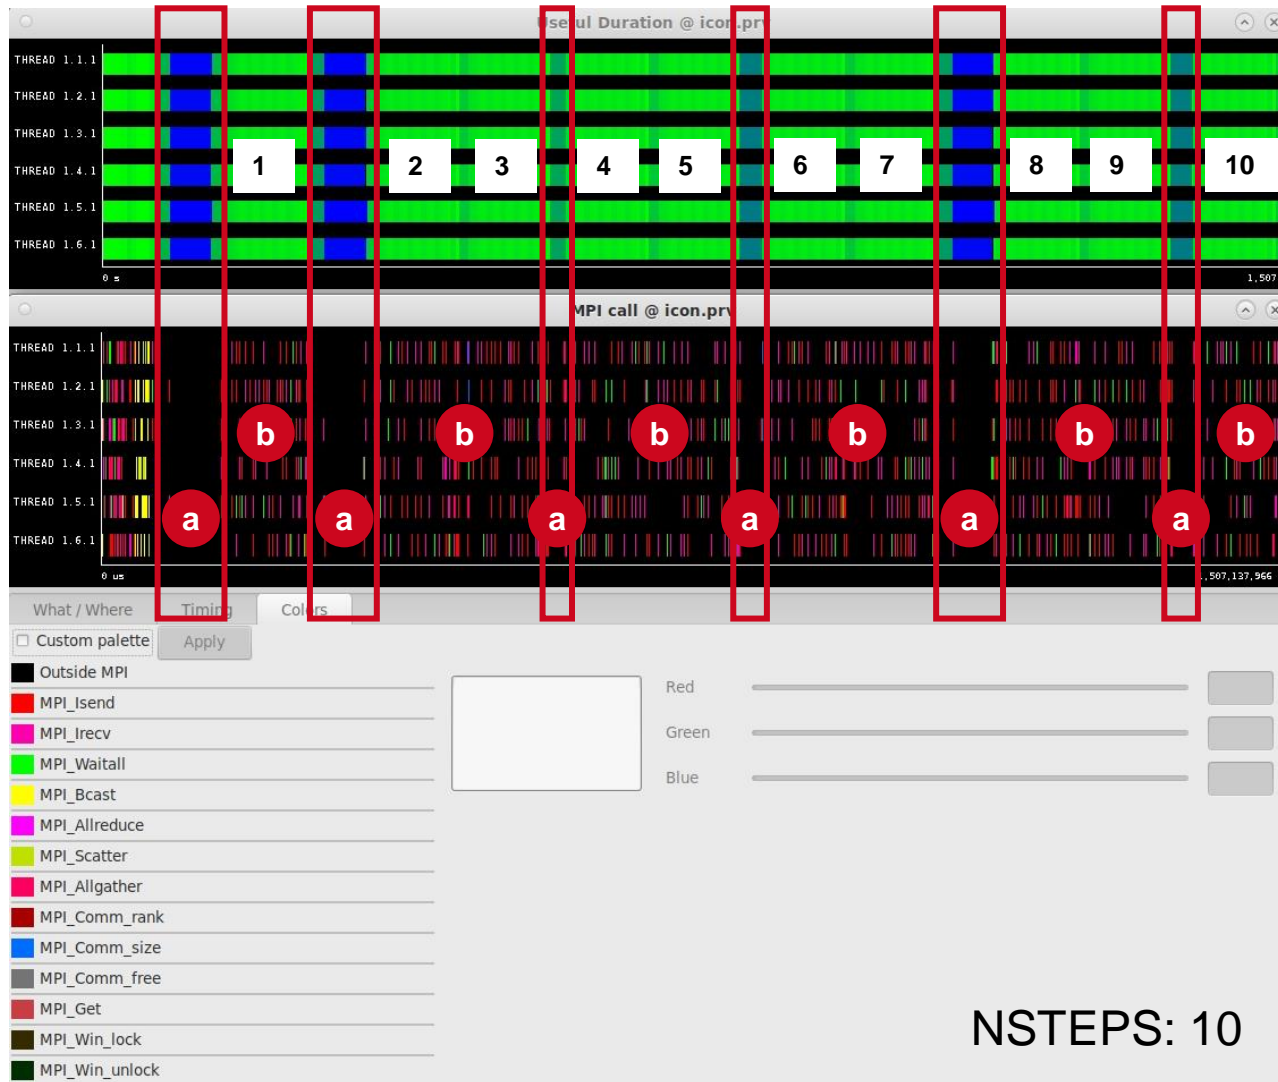 Useful Duration @ icon.prv
THREAD 1.1.1
THREAD 1.2.1
THREAD 1.3.1
THREAD 1.4.1
THREAD 1.5.1
THREAD 1.6.1
1 2 3 4 5 6 7 8 9 10
0 s 1,507
MPI call @ icon.prv
THREAD 1.1.1
THREAD 1.2.1
THREAD 1.3.1
THREAD 1.4.1
THREAD 1.5.1
THREAD 1.6.1
b b b b b b
a a a a a a
0 us ,507,137,966
What / Where Timing Colors
Custom palette Apply
Outside MPI
MPI_Isend
MPI_Irecv
MPI_Waitall
MPI_Bcast
MPI_Allreduce
MPI_Scatter
MPI_Allgather
MPI_Comm_rank
MPI_Comm_size
MPI_Comm_free
MPI_Get
MPI_Win_lock
MPI_Win_unlock
Red
Green
Blue
NSTEPS: 10